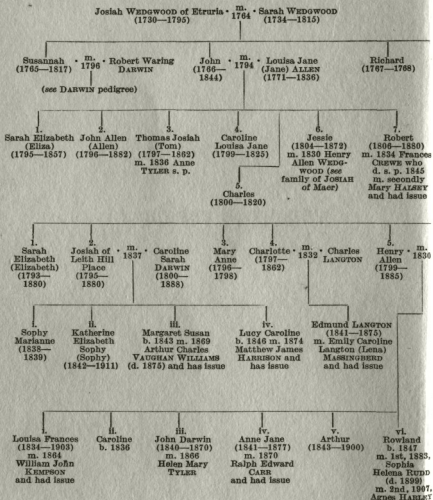 Josiah WEDGWOOD of Etruria · m. · Sarah WEDGWOOD
(1730—1795) 1764 (1734—1815)
Susannah · m. · Robert Waring
(1765—1817) 1796 DARWIN
(see DARWIN pedigree)
John · m. · Louisa Jane
(1766— 1794 (Jane) ALLEN
1844) (1771—1836)
Richard
(1767—1768)
1.
Sarah Elizabeth
(Eliza)
(1795—1857)
2.
John Allen
(Allen)
(1796—1882)
3.
Thomas Josiah
(Tom)
(1797—1862)
m. 1836 Anne
TYLER s. p.
4.
Caroline
Louisa Jane
(1799—1825)
5.
Charles
(1800—1820)
6.
Jessie
(1804—1872)
m. 1830 Henry
Allen WEDG-
WOOD (see
family of JOSIAH
of Maer)
7.
Robert
(1806—1880)
m. 1834 Frances
CREWE who
d. s. p. 1845
m. secondly
Mary HALSEY
and had issue
1.
Sarah
Elizabeth
(Elizabeth)
(1793—
1880)
2.
Josiah of · m. · Caroline
Leith Hill 1837 Sarah
Place DARWIN
(1795— (1800—
1880) 1888)
3.
Mary
Anne
(1796—
1798)
4.
Charlotte · m. · Charles
(1797— 1832 LANGTON
1862)
5.
Henry · m.
Allen 1830
(1799—
1885)
i.
Sophy
Marianne
(1838—
1839)
ii.
Katherine
Elizabeth
Sophy
(Sophy)
(1842—1911)
iii.
Margaret Susan
b. 1843 m. 1869
Arthur Charles
VAUGHAN WILLIAMS
(d. 1875) and has issue
iv.
Lucy Caroline
b. 1846 m. 1874
Matthew James
HARRISON and
has issue
Edmund LANGTON
(1841—1875)
m. Emily Caroline
Langton (Lena)
MASSINGBERD
and had issue
i.
Louisa Frances
(1834—1903)
m. 1864
William John
KEMPSON
and had issue
ii.
Caroline
b. 1836
iii.
John Darwin
(1840—1870)
m. 1866
Helen Mary
TYLER
iv.
Anne Jane
(1841—1877)
m. 1870
Ralph Edward
CARR
and had issue
v.
Arthur
(1843—1900)
vi.
Rowland
b. 1847
m. 1st, 1883,
Sophia
Helena RUDD
(d. 1899)
m. 2nd, 1907,
Agnes HARLEY